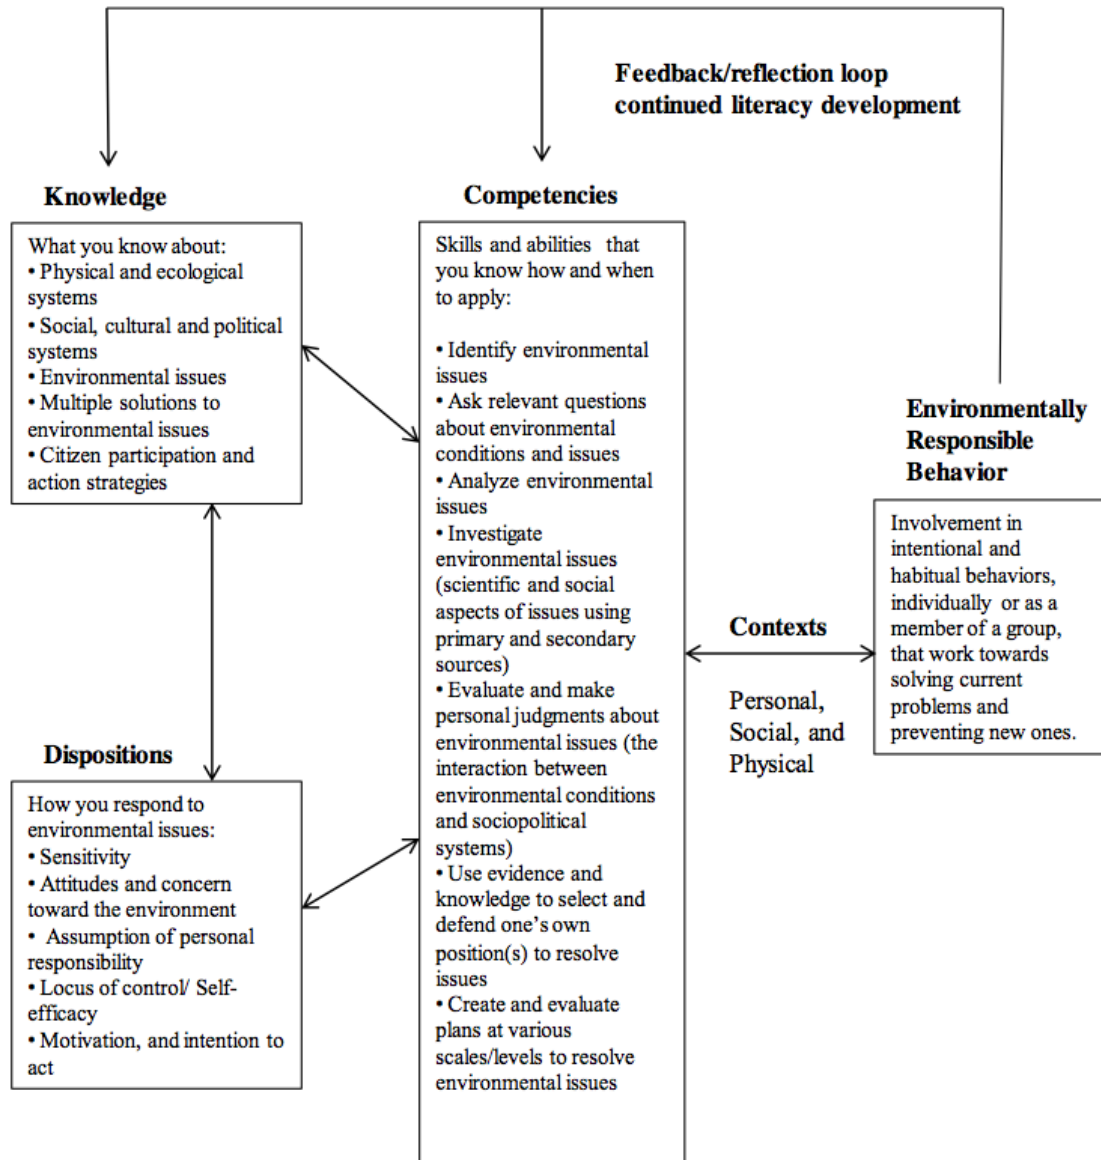 Feedback/reflection loop
continued literacy development
Knowledge
What you know about:
• Physical and ecological
systems
• Social, cultural and political
systems
• Environmental issues
• Multiple solutions to
environmental issues
• Citizen participation and
action strategies
Dispositions
How you respond to
environmental issues:
• Sensitivity
• Attitudes and concern
toward the environment
• Assumption of personal
responsibility
• Locus of control/ Self-
efficacy
• Motivation, and intention to
act
Competencies
Skills and abilities that
you know how and when
to apply:
• Identify environmental
issues
• Ask relevant questions
about environmental
conditions and issues
• Analyze environmental
issues
• Investigate
environmental issues
(scientific and social
aspects of issues using
primary and secondary
sources)
• Evaluate and make
personal judgments about
environmental issues (the
interaction between
environmental conditions
and sociopolitical
systems)
• Use evidence and
knowledge to select and
defend one’s own
position(s) to resolve
issues
• Create and evaluate
plans at various
scales/levels to resolve
environmental issues
Contexts
Personal,
Social, and
Physical
Environmentally
Responsible
Behavior
Involvement in
intentional and
habitual behaviors,
individually or as a
member of a group,
that work towards
solving current
problems and
preventing new ones.